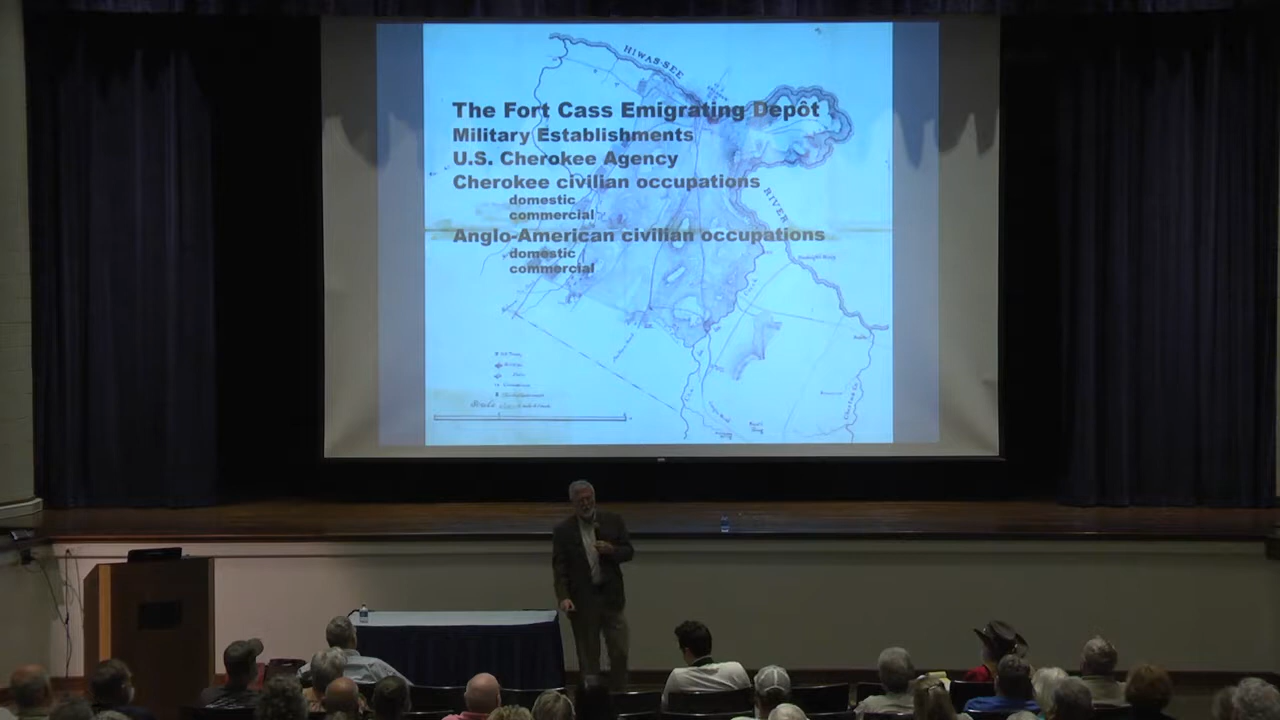 HIWASSEE
The Fort Cass Emigrating Depôt
Military Establishments
U.S. Cherokee Agency
Cherokee civilian occupations
domestic
commercial
RIVER
Anglo-American civilian occupations
domestic
commercial